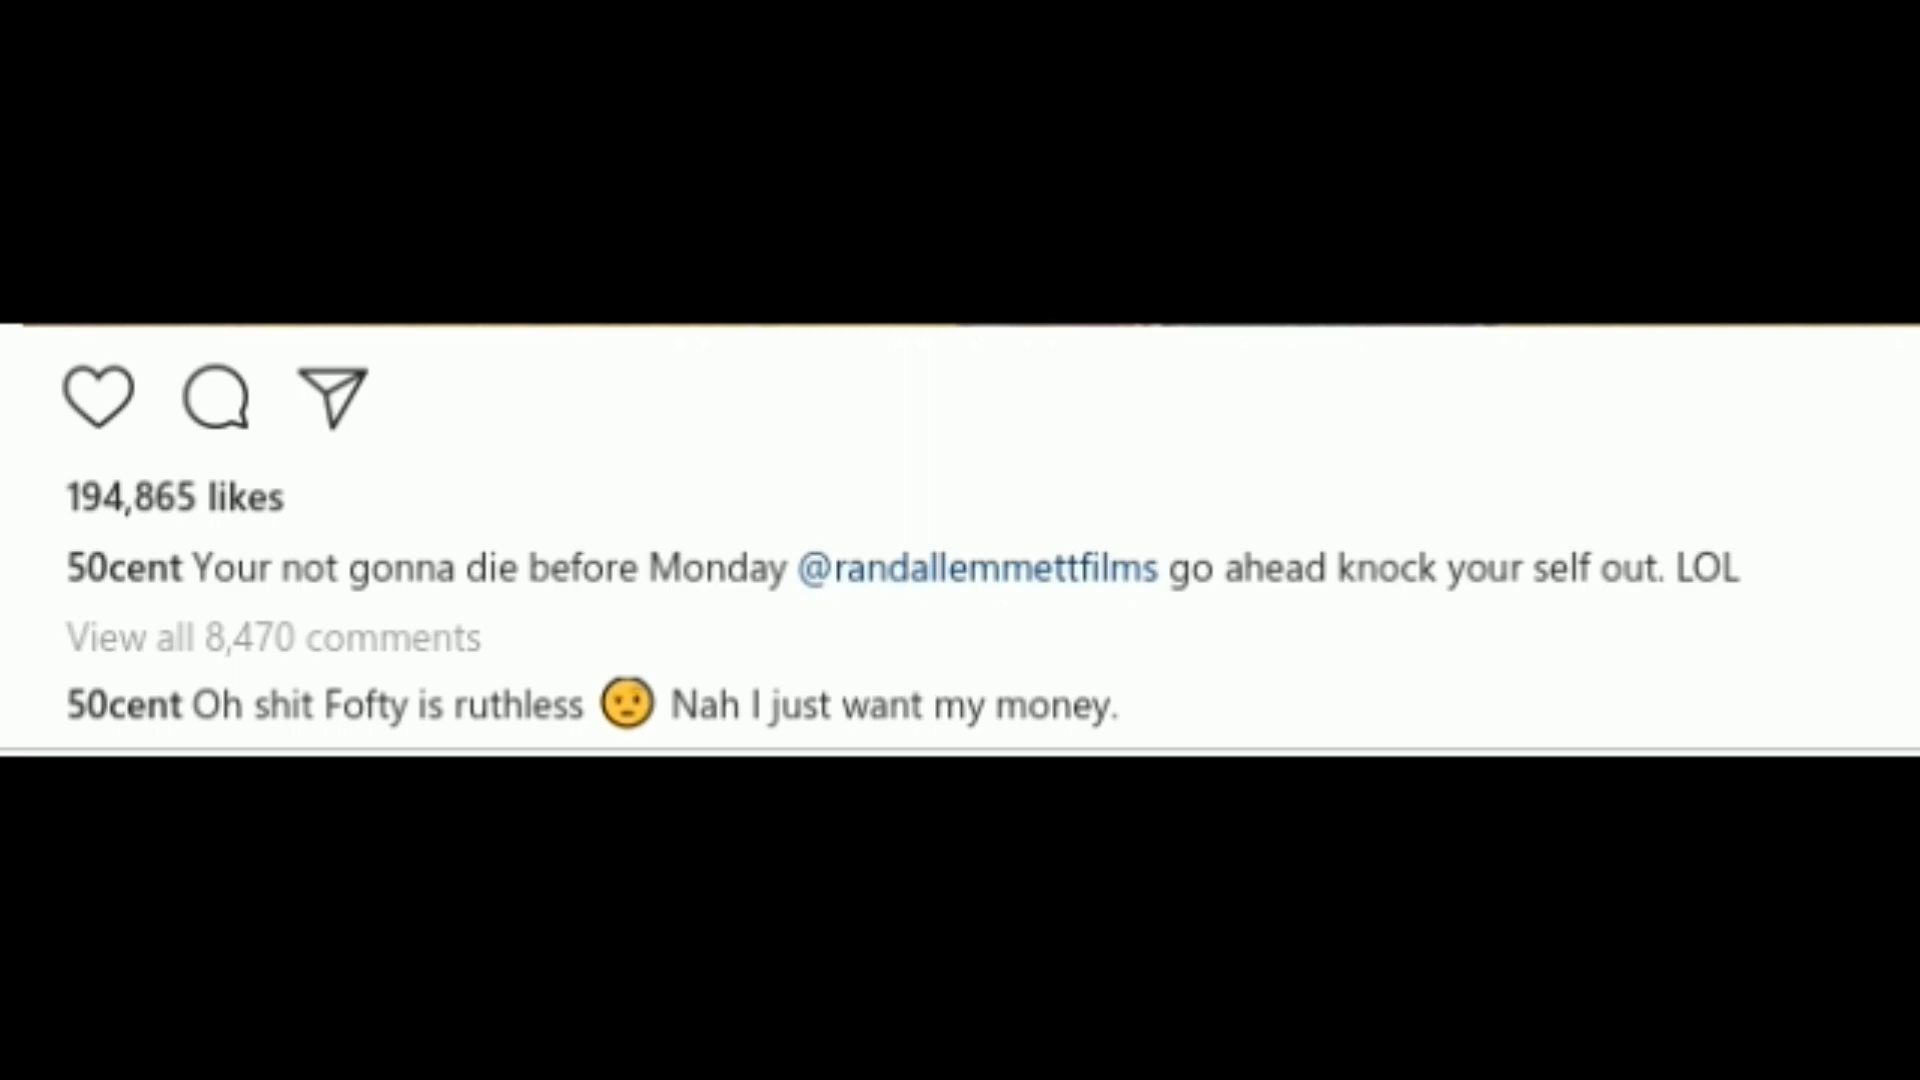 194,865 likes
50cent Your not gonna die before Monday @randallemmettfilms go ahead knock your self out. LOL
View all 8,470 comments
50cent Oh shit Fofty is ruthless 😐 Nah I just want my money.